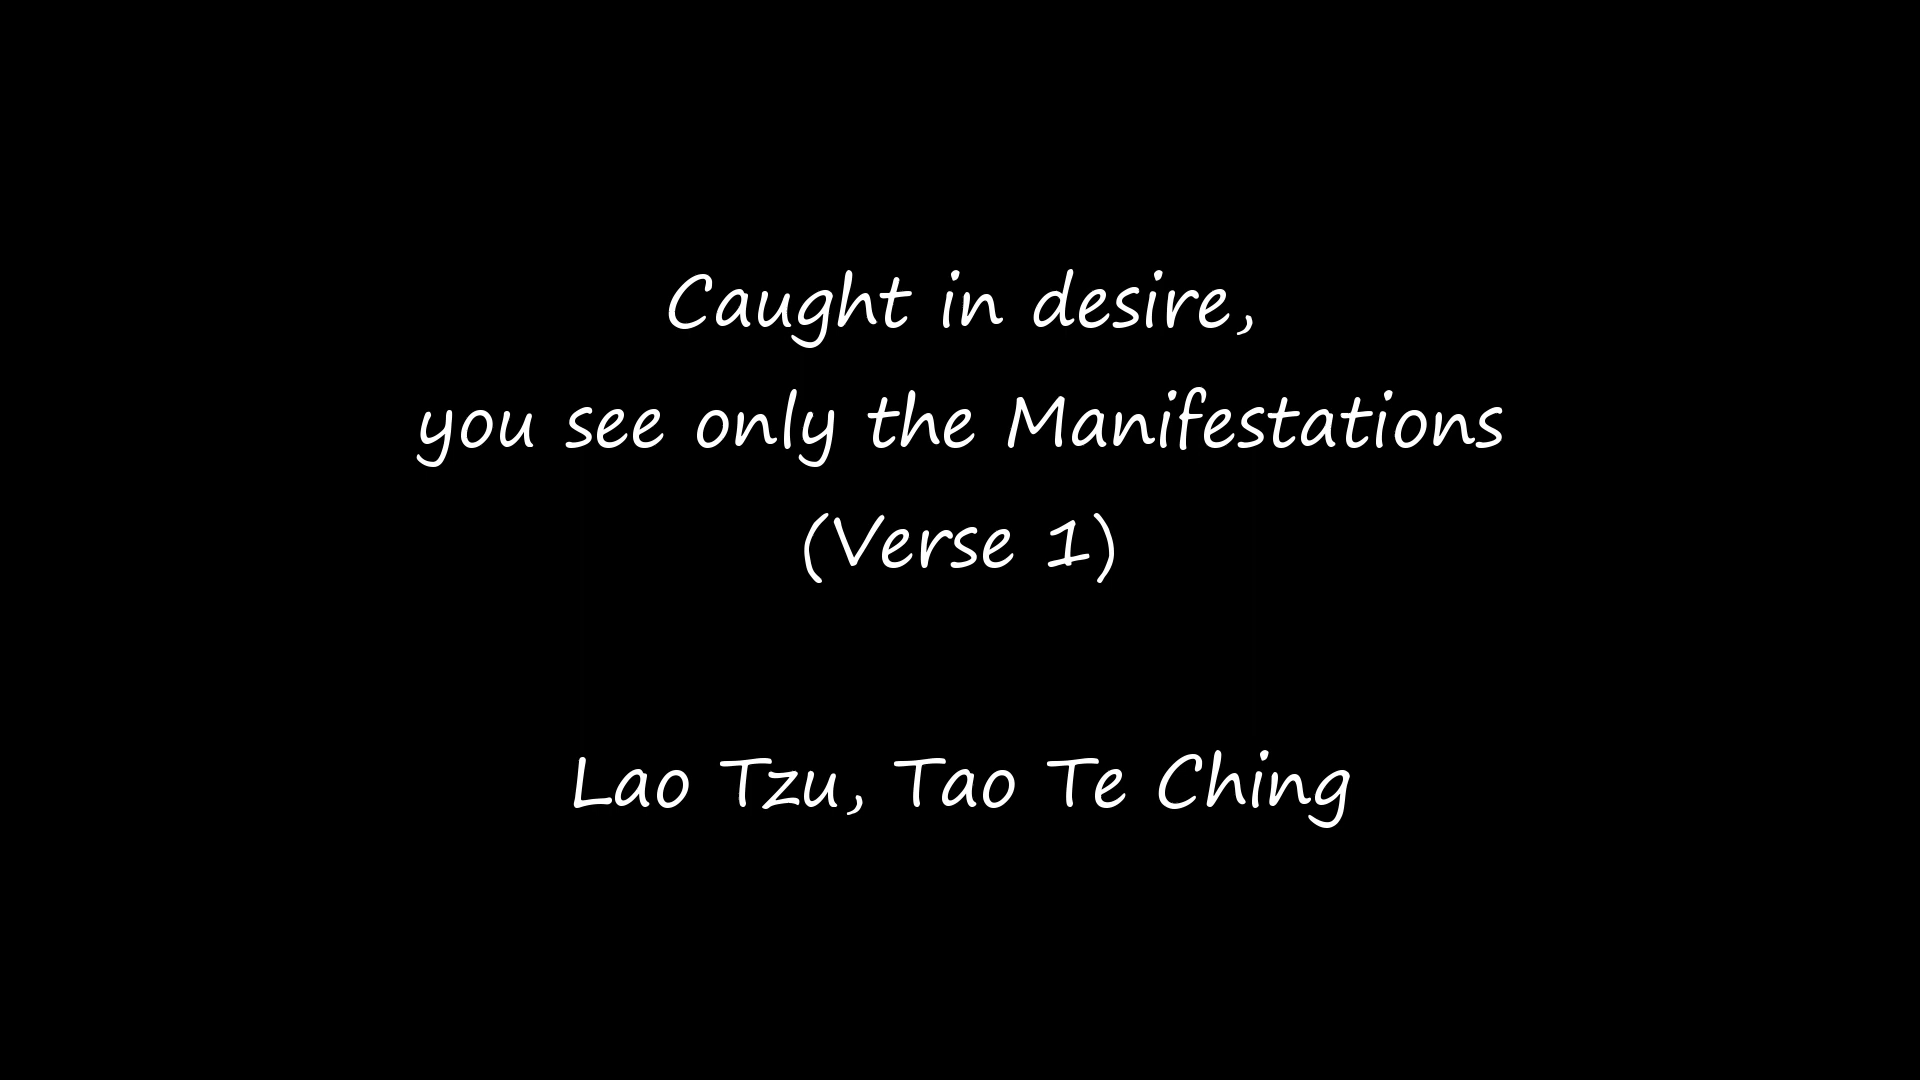 Caught in desire,
you see only the Manifestations
(Verse 1)
Lao Tzu, Tao Te Ching